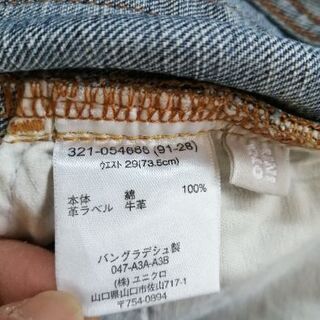 321-054686 (91-28)
ウエスト 29(73.5cm)
本体 綿 100%
革ラベル 牛革
バングラデシュ製
047-A3A-A3B
(株) ユニクロ
山口県山口市佐山717-1
〒754-0894